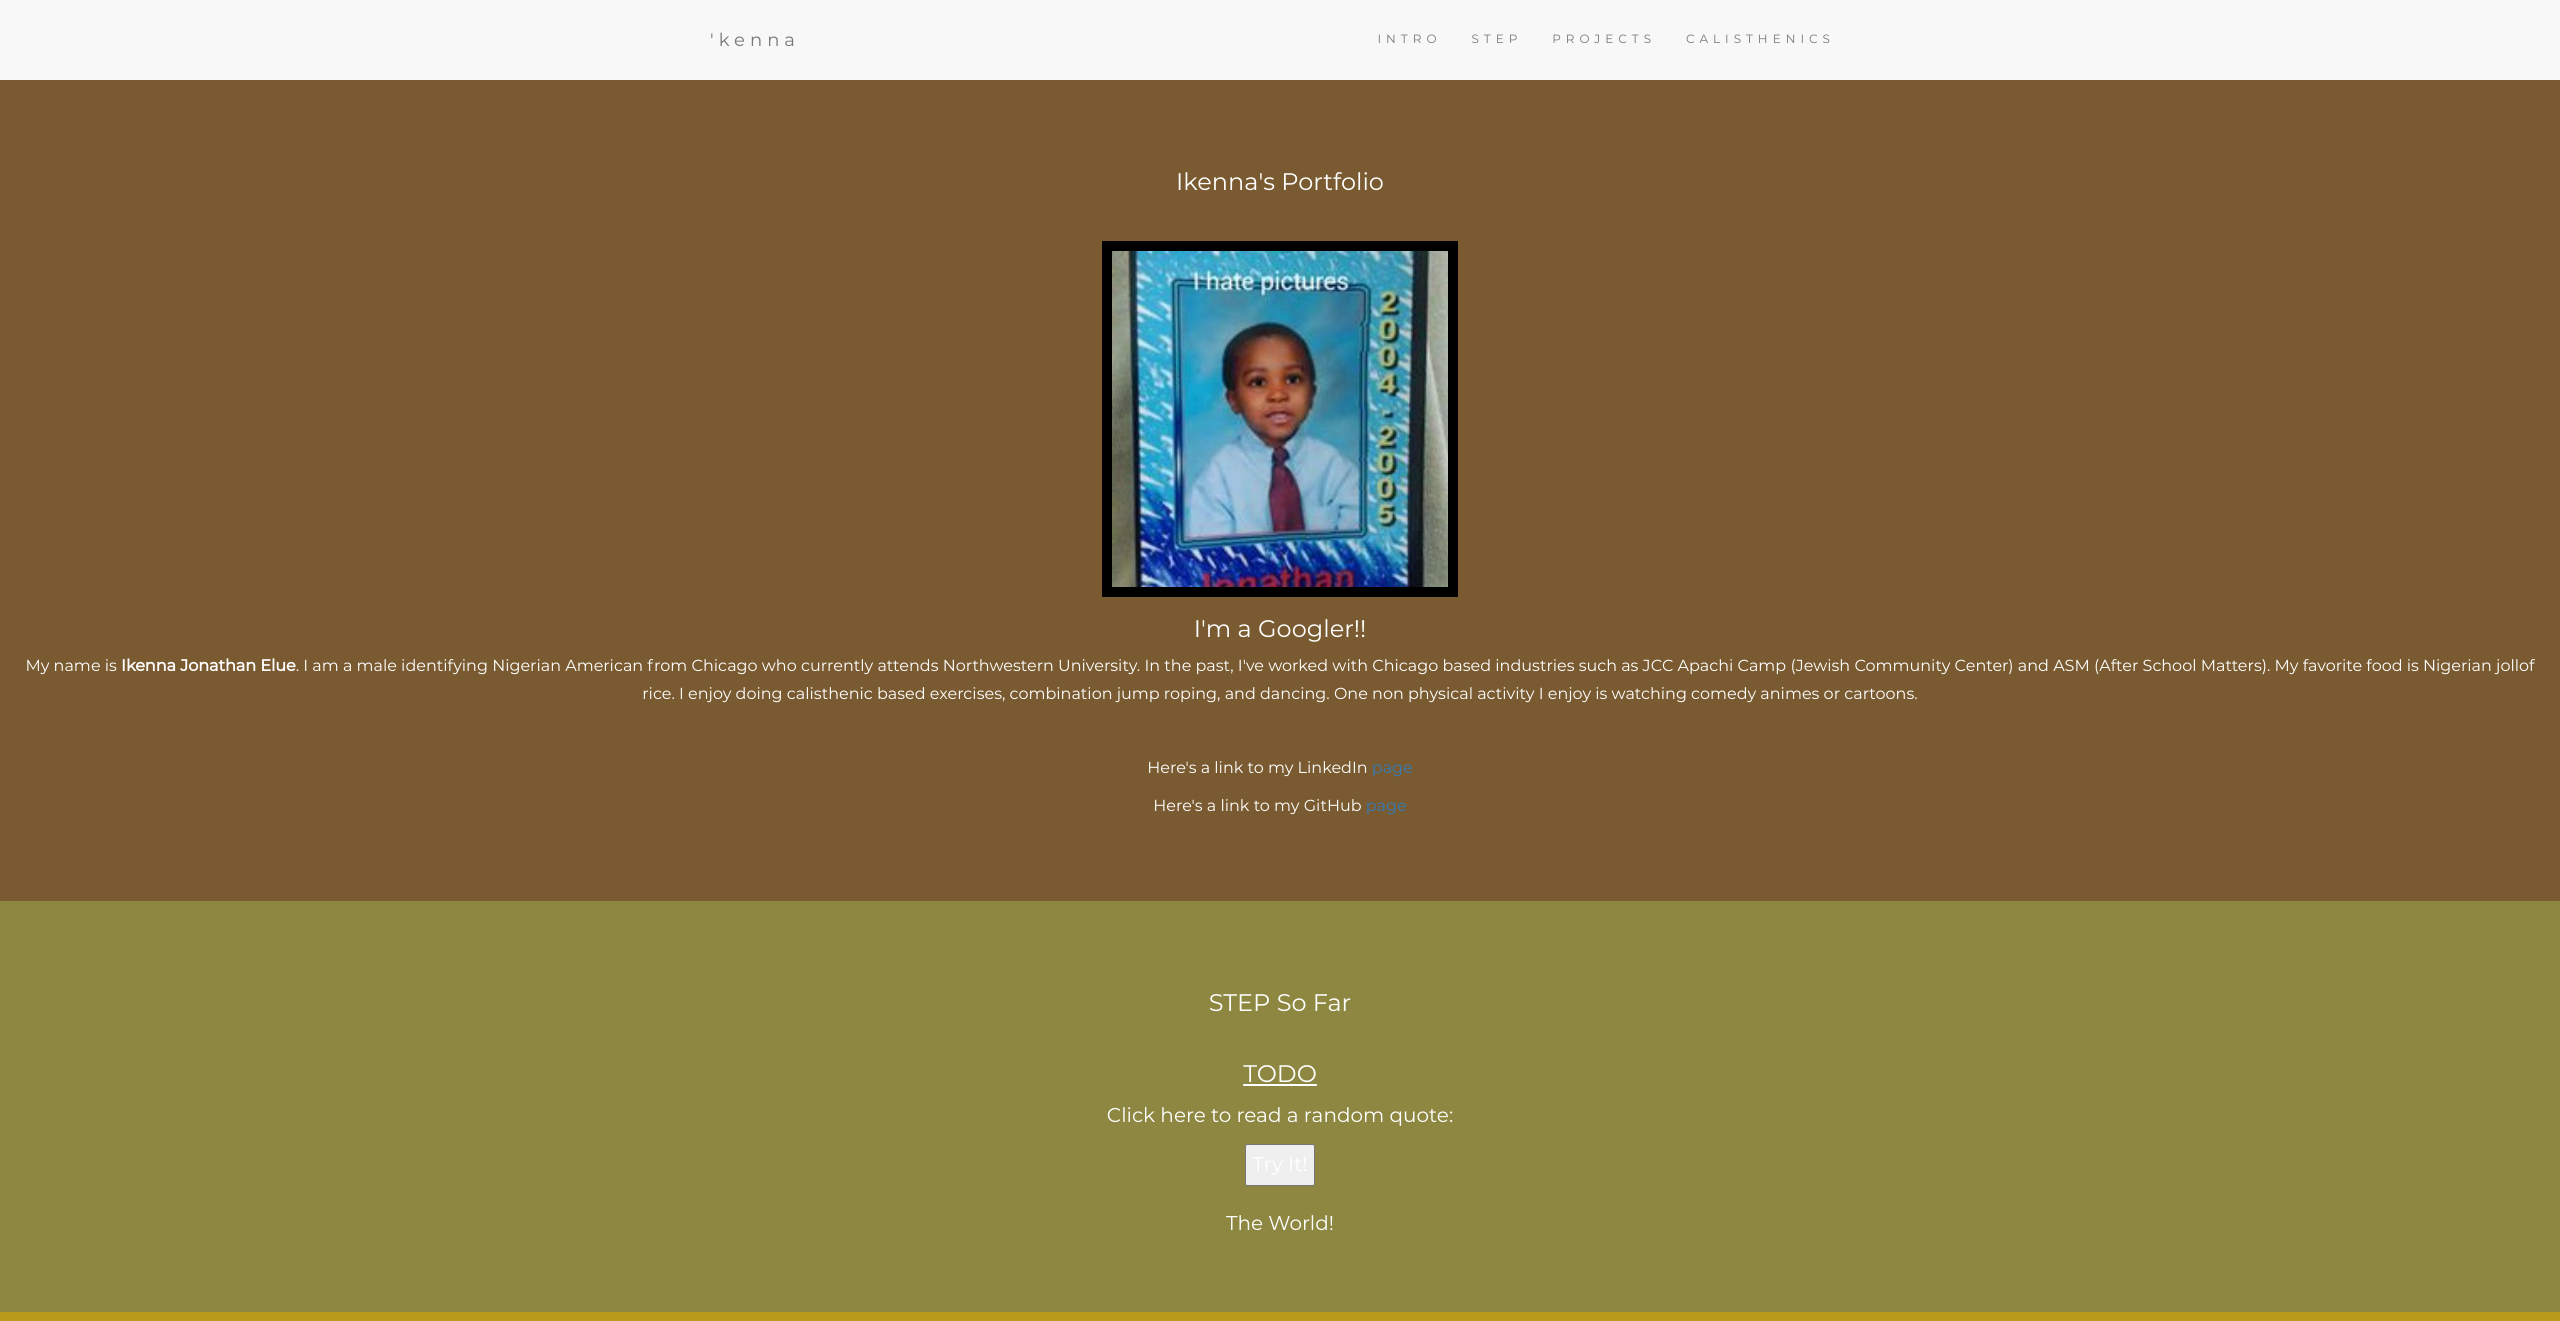 'kenna
INTRO STEP PROJECTS CALISTHENICS
Ikenna's Portfolio
I hate pictures
2004-2005
Jonathan
I'm a Googler!!
My name is Ikenna Jonathan Elue. I am a male identifying Nigerian American from Chicago who currently attends Northwestern University. In the past, I've worked with Chicago based industries such as JCC Apachi Camp (Jewish Community Center) and ASM (After School Matters). My favorite food is Nigerian jollof
rice. I enjoy doing calisthenic based exercises, combination jump roping, and dancing. One non physical activity I enjoy is watching comedy animes or cartoons.
Here's a link to my LinkedIn page
Here's a link to my GitHub page
STEP So Far
TODO
Click here to read a random quote:
Try It!
The World!